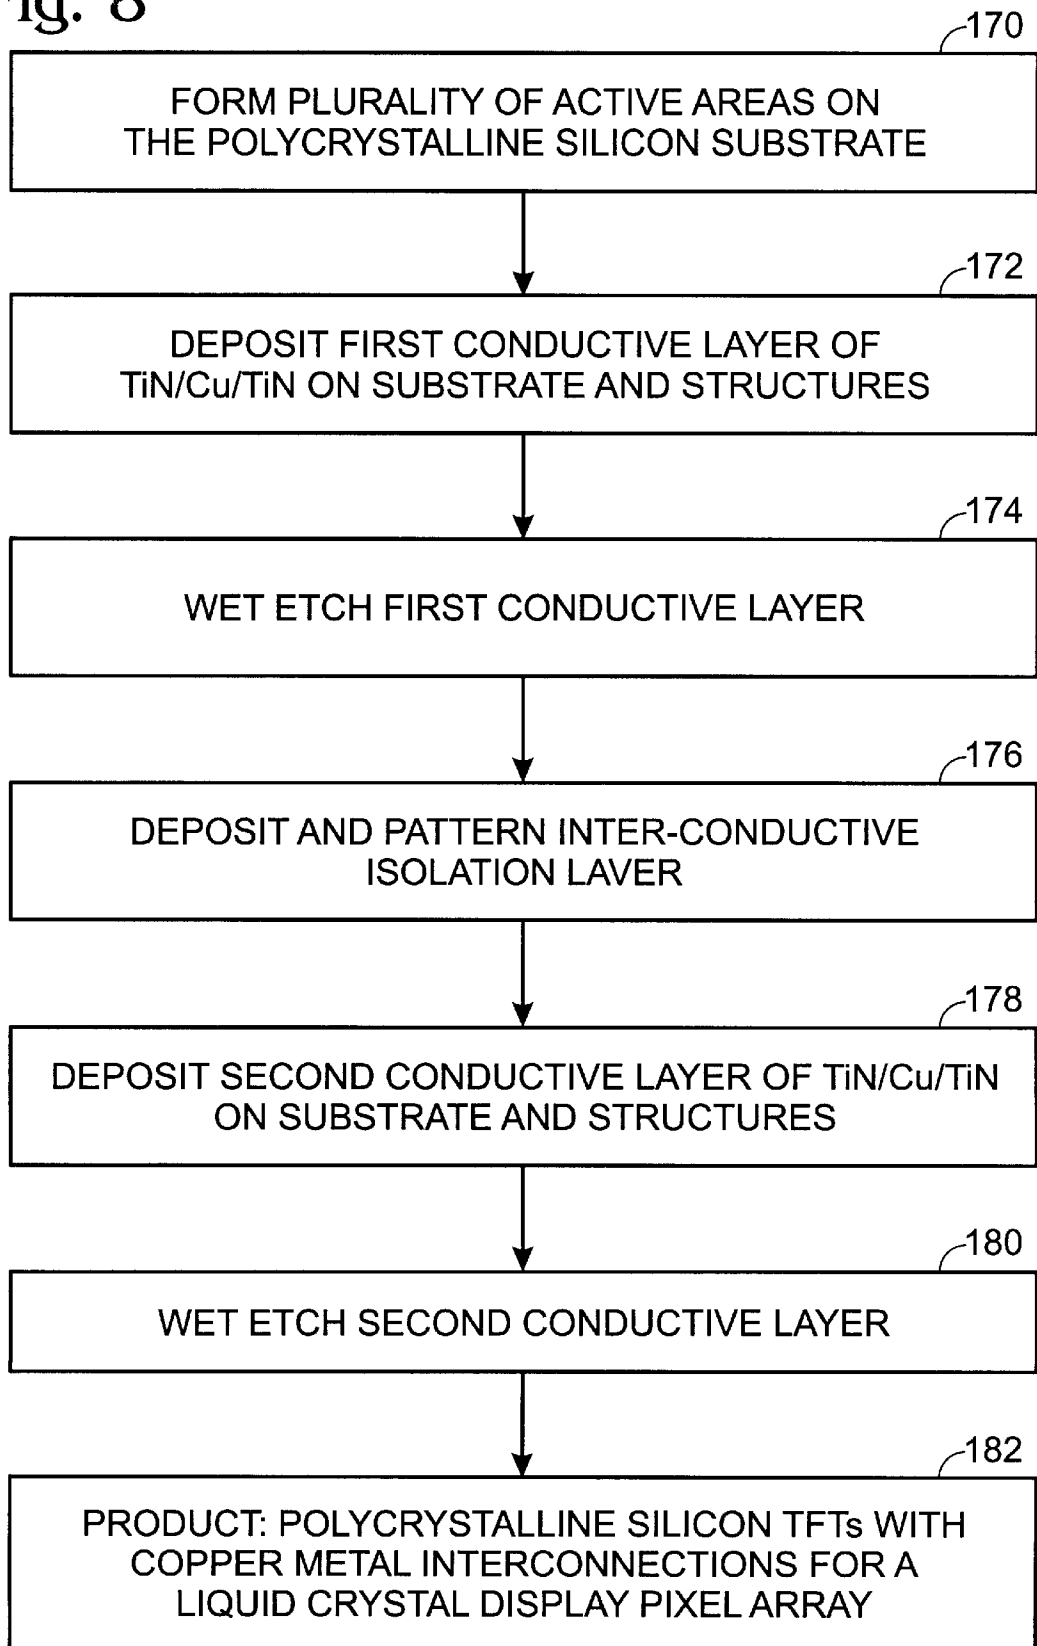 Fig. 8
170
FORM PLURALITY OF ACTIVE AREAS ON
THE POLYCRYSTALLINE SILICON SUBSTRATE
172
DEPOSIT FIRST CONDUCTIVE LAYER OF
TiN/Cu/TiN ON SUBSTRATE AND STRUCTURES
174
WET ETCH FIRST CONDUCTIVE LAYER
176
DEPOSIT AND PATTERN INTER-CONDUCTIVE
ISOLATION LAVER
178
DEPOSIT SECOND CONDUCTIVE LAYER OF TiN/Cu/TiN
ON SUBSTRATE AND STRUCTURES
180
WET ETCH SECOND CONDUCTIVE LAYER
182
PRODUCT: POLYCRYSTALLINE SILICON TFTs WITH
COPPER METAL INTERCONNECTIONS FOR A
LIQUID CRYSTAL DISPLAY PIXEL ARRAY